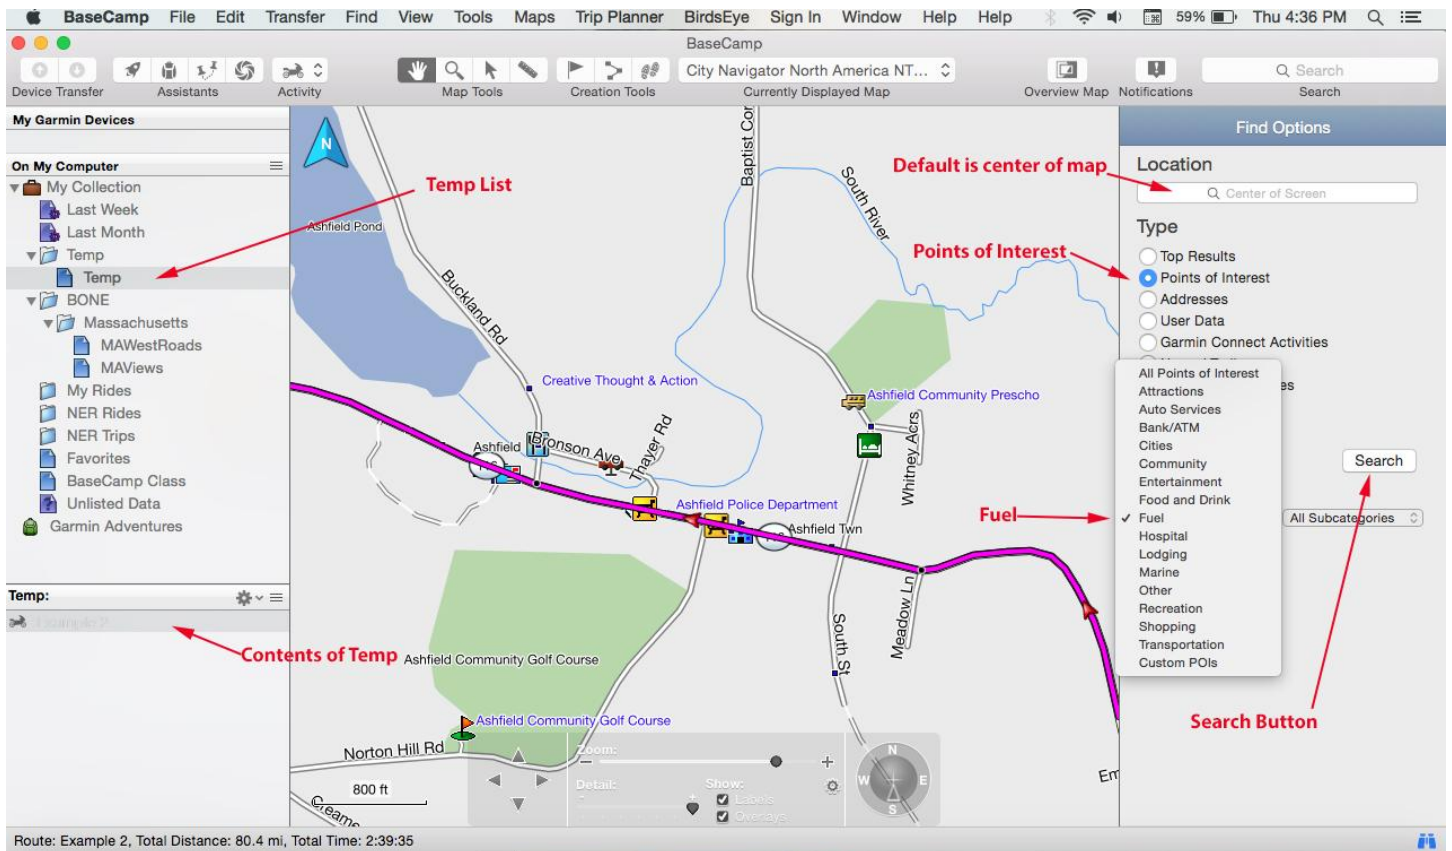 BaseCamp File Edit Transfer Find View Tools Maps Trip Planner BirdsEye Sign In Window Help Help 59% Thu 4:36 PM
BaseCamp
City Navigator North America NT... Search
Device Transfer Assistants Activity Map Tools Creation Tools Currently Displayed Map Overview Map Notifications Search
My Garmin Devices
On My Computer
My Collection
Last Week
Last Month
Temp
Temp
BONE
Massachusetts
MAWestRoads
MAViews
My Rides
NER Rides
NER Trips
Favorites
BaseCamp Class
Unlisted Data
Garmin Adventures
Temp:
Example 2
Temp List
Contents of Temp
N
Ashfield Pond
Buckland Rd
Baptist Cor
South River
Creative Thought & Action
Ashfield Community Prescho
Ashfield
Bronson Ave
Thayer Rd
Whitney Acrs
Ashfield Police Department
Ashfield Twn
Meadow Ln
South St
Ashfield Community Golf Course
Ashfield Community Golf Course
Norton Hill Rd
800 ft
Creame
Zoom:
Detail:
Show:
Labels
Overlays
N
W E
S
Default is center of map
Points of Interest
Fuel
Search Button
Find Options
Location
Center of Screen
Type
Top Results
Points of Interest
Addresses
User Data
Garmin Connect Activities
All Points of Interest
Attractions
Auto Services
Bank/ATM
Cities
Community
Entertainment
Food and Drink
Fuel
Hospital
Lodging
Marine
Other
Recreation
Shopping
Transportation
Custom POIs
Search
All Subcategories
Route: Example 2, Total Distance: 80.4 mi, Total Time: 2:39:35